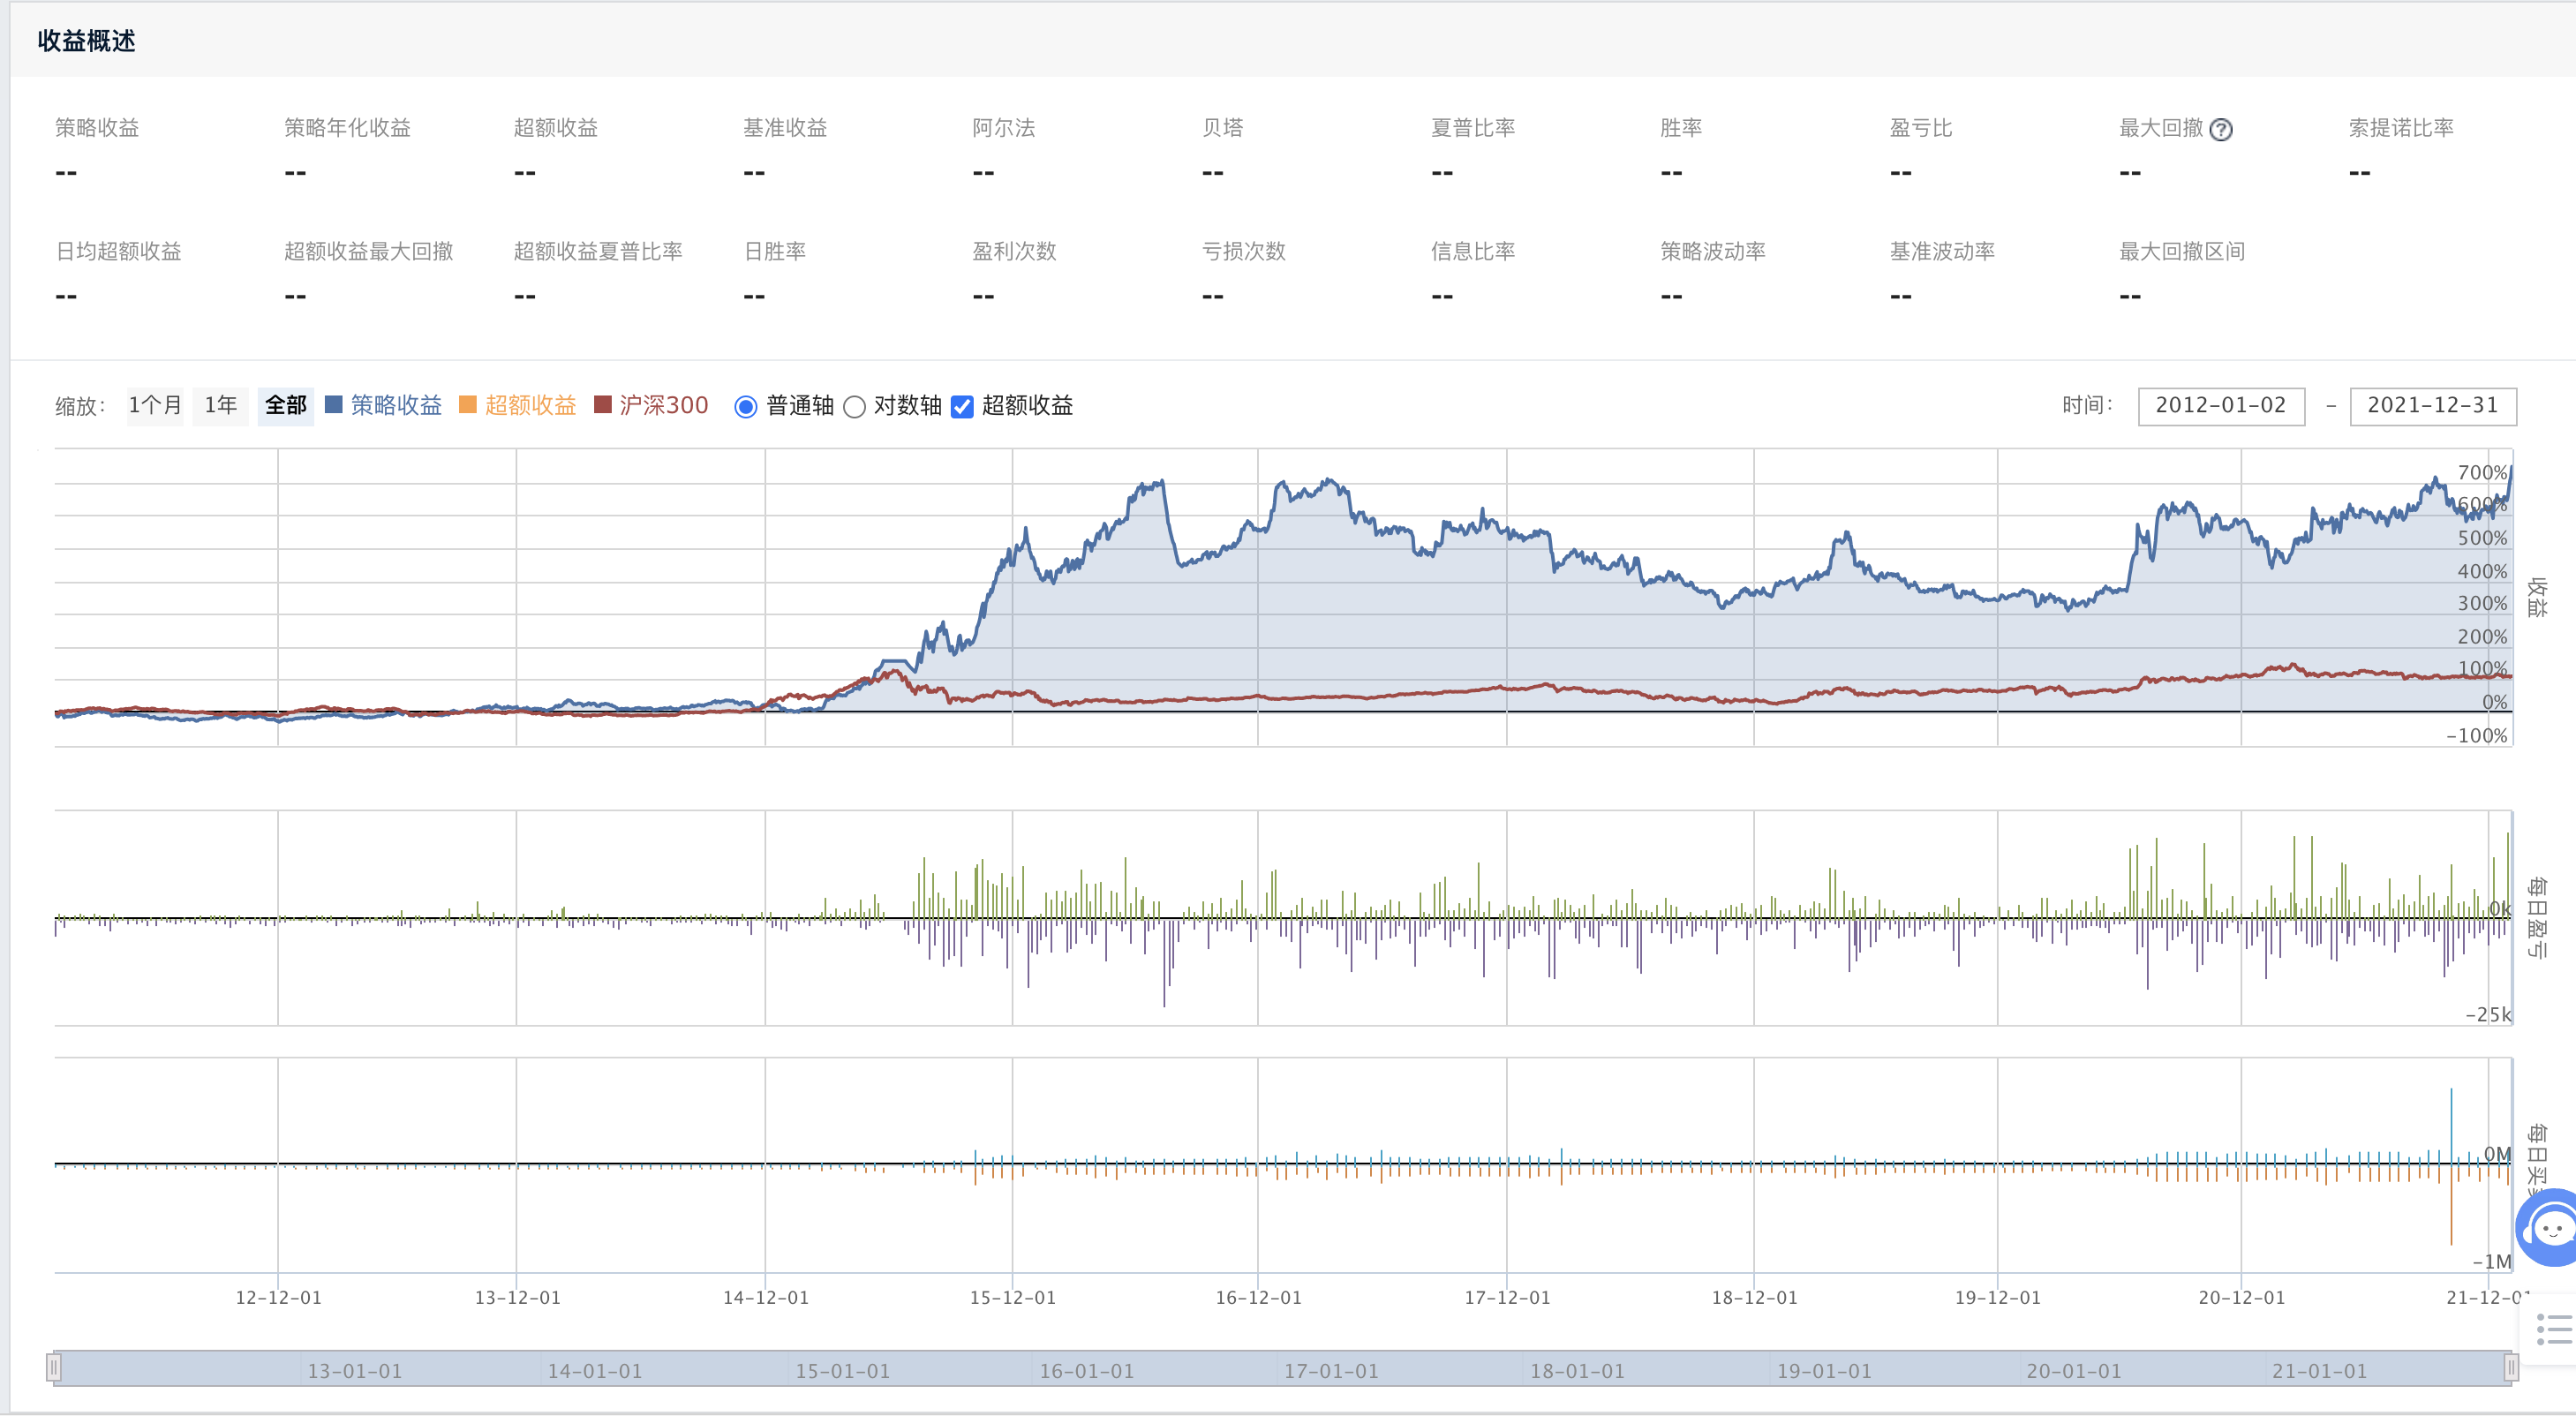 收益概述
策略收益 策略年化收益 超额收益 基准收益 阿尔法 贝塔 夏普比率 胜率 盈亏比 最大回撤 ? 索提诺比率
-- -- -- -- -- -- -- -- -- -- --
日均超额收益 超额收益最大回撤 超额收益夏普比率 日胜率 盈利次数 亏损次数 信息比率 策略波动率 基准波动率 最大回撤区间
-- -- -- -- -- -- -- -- -- --
缩放： 1个月 1年 全部 策略收益 超额收益 沪深300 普通轴 对数轴 超额收益 时间： 2012-01-02 - 2021-12-31
700%
600%
500%
400%
300%
200%
100%
0%
-100%
收益
0k
-25k
每日盈亏
0M
-1M
每日买
12-12-01 13-12-01 14-12-01 15-12-01 16-12-01 17-12-01 18-12-01 19-12-01 20-12-01 21-12-01
13-01-01 14-01-01 15-01-01 16-01-01 17-01-01 18-01-01 19-01-01 20-01-01 21-01-01